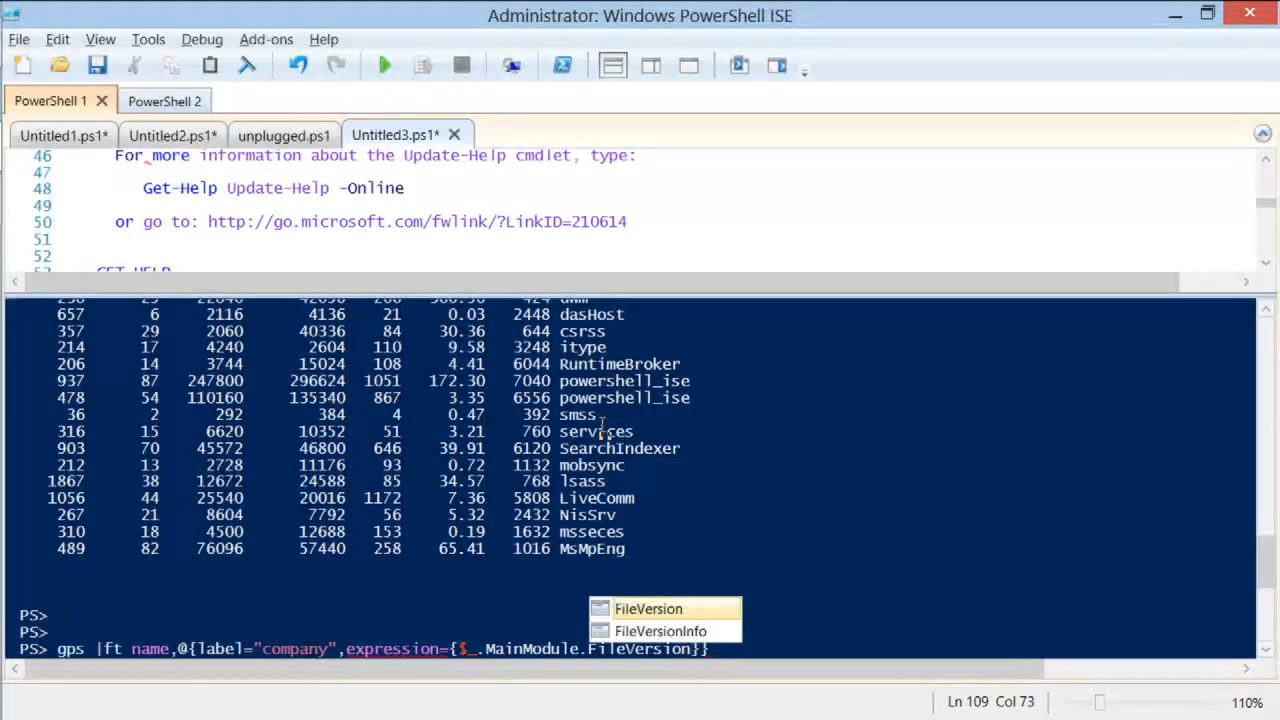 Administrator: Windows PowerShell ISE
File Edit View Tools Debug Add-ons Help
PowerShell 1 PowerShell 2
Untitled1.ps1* Untitled2.ps1* unplugged.ps1 Untitled3.ps1*
46 For more information about the Update-Help cmdlet, type:
47
48 Get-Help Update-Help -Online
49
50 or go to: http://go.microsoft.com/fwlink/?LinkID=210614
51
52
53 GET-HELP
657 6 2116 4136 21 0.03 2448 dasHost
357 29 2060 40336 84 30.36 644 csrss
214 17 4240 2604 110 9.58 3248 itype
206 14 3744 15024 108 4.41 6044 RuntimeBroker
937 87 247800 296624 1051 172.30 7040 powershell_ise
478 54 110160 135340 867 3.35 6556 powershell_ise
36 2 292 384 4 0.47 392 smss
316 15 6620 10352 51 3.21 760 services
903 70 45572 46800 646 39.91 6120 SearchIndexer
212 13 2728 11176 93 0.72 1132 mobsync
1867 38 12672 24588 85 34.57 768 lsass
1056 44 25540 20016 1172 7.36 5808 LiveComm
267 21 8604 7792 56 5.32 2432 NisSrv
310 18 4500 12688 153 0.19 1632 msseces
489 82 76096 57440 258 65.41 1016 MsMpEng
FileVersion
PS>
FileVersionInfo
PS>
PS> gps |ft name,@{label="company",expression={$_.MainModule.FileVersion}}
Ln 109 Col 73 110%